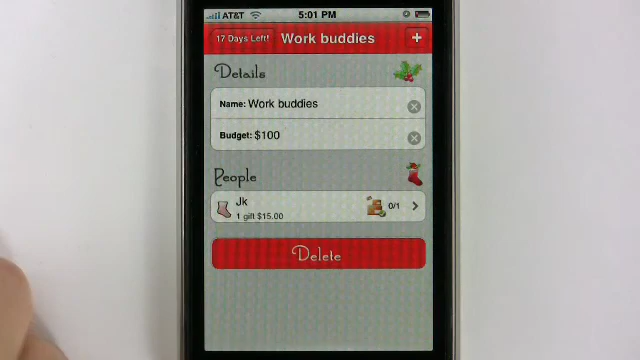 AT&T 5:01 PM
17 Days Left! Work buddies +
Details
Name: Work buddies
Budget: $100
People
Jk
1 gift $15.00 0/1
Delete